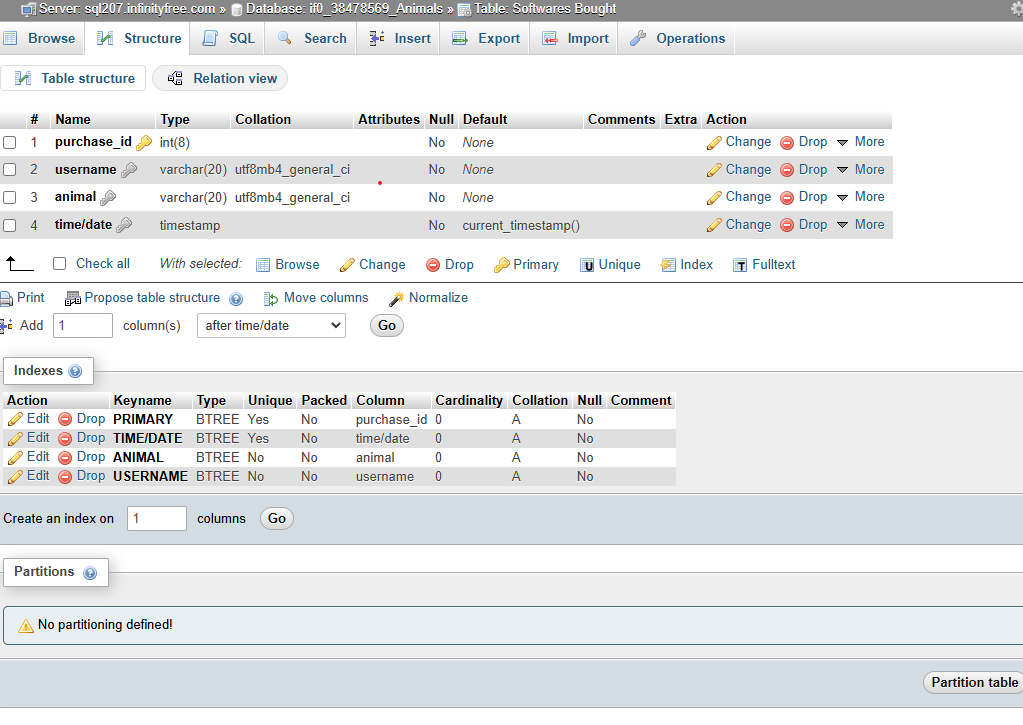 Server: sql207.infinityfree.com » Database: if0_38478569_Animals » Table: Softwares Bought
Browse Structure SQL Search Insert Export Import Operations
Table structure Relation view
# Name Type Collation Attributes Null Default Comments Extra Action
1 purchase_id int(8) No None Change Drop More
2 username varchar(20) utf8mb4_general_ci No None Change Drop More
3 animal varchar(20) utf8mb4_general_ci No None Change Drop More
4 time/date timestamp No current_timestamp() Change Drop More
Check all With selected: Browse Change Drop Primary Unique Index Fulltext
Print Propose table structure Move columns Normalize
Add 1 column(s) after time/date Go
Indexes
Action Keyname Type Unique Packed Column Cardinality Collation Null Comment
Edit Drop PRIMARY BTREE Yes No purchase_id 0 A No
Edit Drop TIME/DATE BTREE Yes No time/date 0 A No
Edit Drop ANIMAL BTREE No No animal 0 A No
Edit Drop USERNAME BTREE No No username 0 A No
Create an index on 1 columns Go
Partitions
No partitioning defined!
Partition table